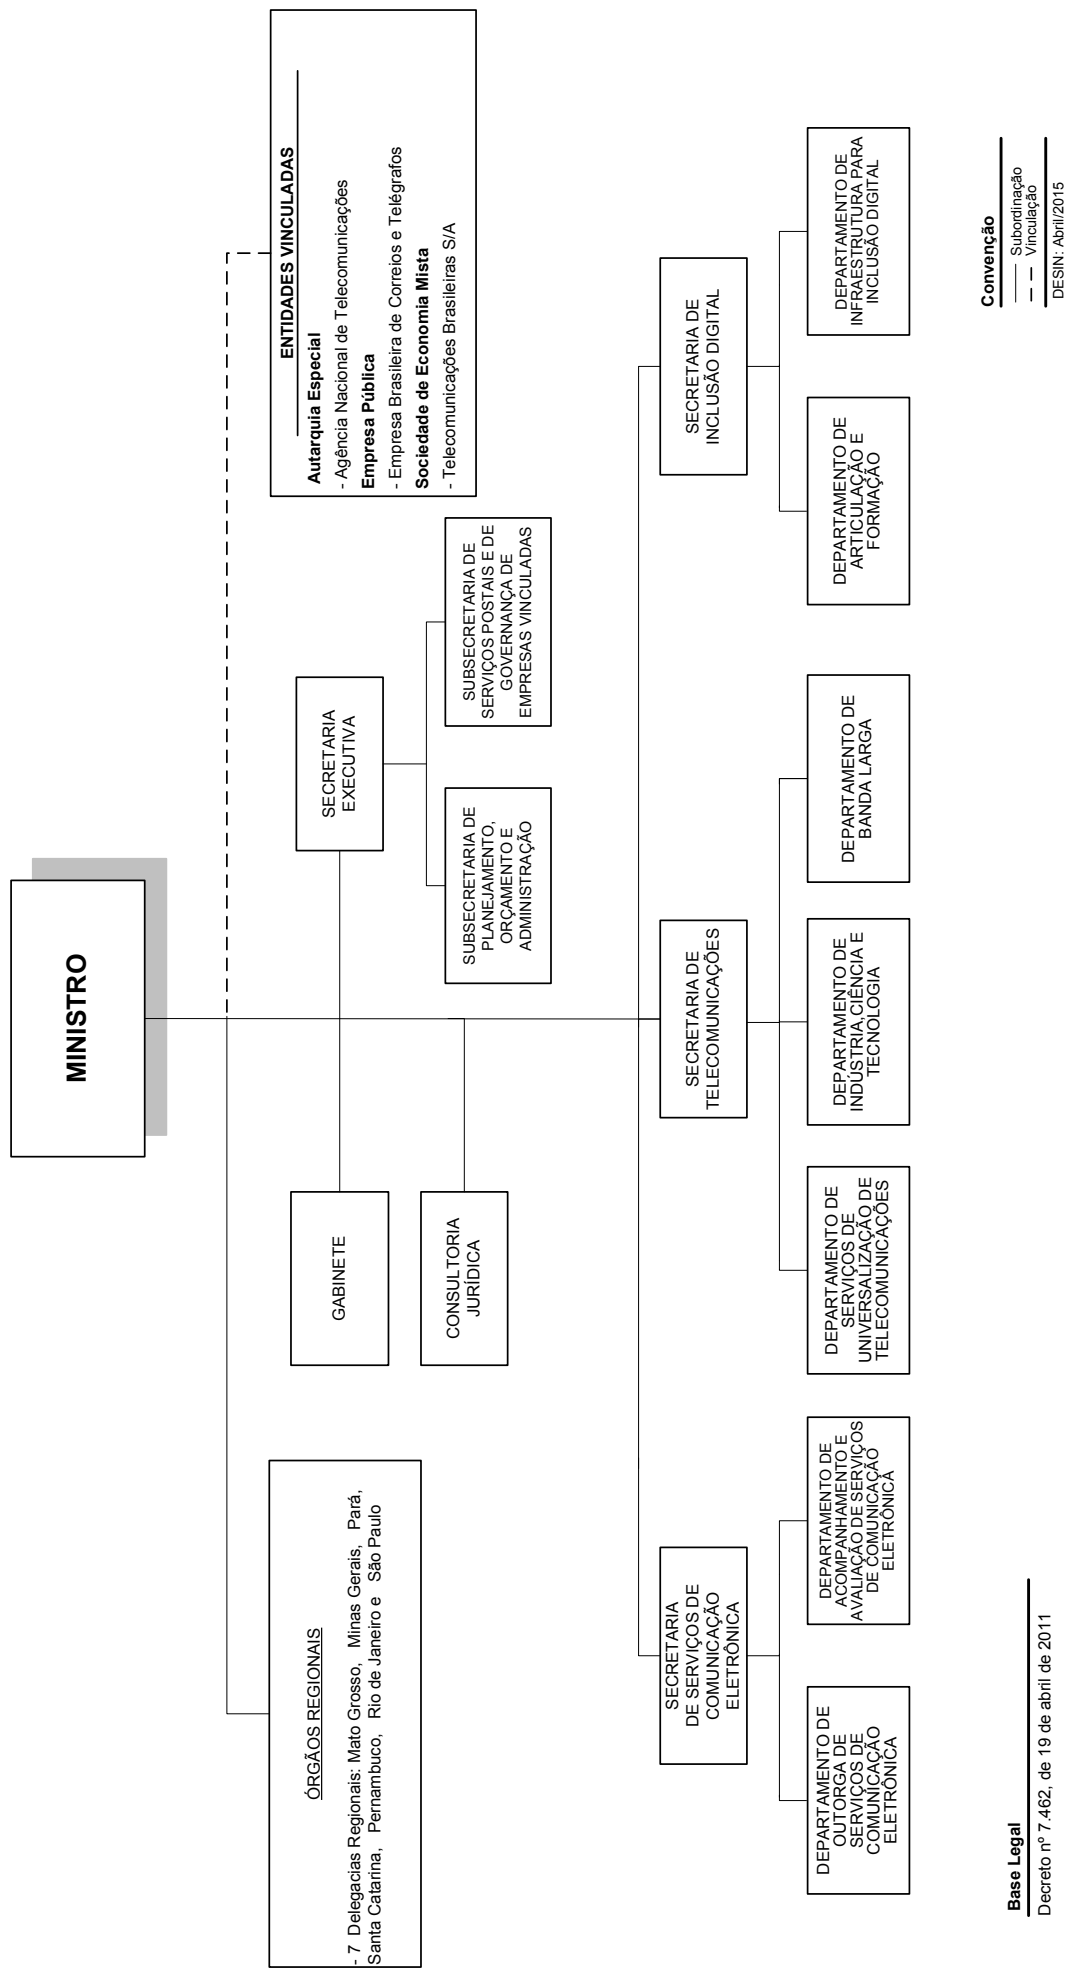 MINISTRO
ÓRGÃOS REGIONAIS
- 7 Delegacias Regionais: Mato Grosso, Minas Gerais, Pará,
Santa Catarina, Pernambuco, Rio de Janeiro e São Paulo
GABINETE
CONSULTORIA
JURÍDICA
SECRETARIA
EXECUTIVA
SUBSECRETARIA DE
PLANEJAMENTO,
ORÇAMENTO E
ADMINISTRAÇÃO
SUBSECRETARIA DE
SERVIÇOS POSTAIS E DE
GOVERNANÇA DE
EMPRESAS VINCULADAS
ENTIDADES VINCULADAS
Autarquia Especial
- Agência Nacional de Telecomunicações
Empresa Pública
- Empresa Brasileira de Correios e Telégrafos
Sociedade de Economia Mista
- Telecomunicações Brasileiras S/A
SECRETARIA
DE SERVIÇOS DE
COMUNICAÇÃO
ELETRÔNICA
DEPARTAMENTO DE
OUTORGA DE
SERVIÇOS DE
COMUNICAÇÃO
ELETRÔNICA
DEPARTAMENTO DE
ACOMPANHAMENTO E
AVALIAÇÃO DE SERVIÇOS
DE COMUNICAÇÃO
ELETRÔNICA
SECRETARIA DE
TELECOMUNICAÇÕES
DEPARTAMENTO DE
SERVIÇOS DE
UNIVERSALIZAÇÃO DE
TELECOMUNICAÇÕES
DEPARTAMENTO DE
INDÚSTRIA,CIÊNCIA E
TECNOLOGIA
DEPARTAMENTO DE
BANDA LARGA
SECRETARIA DE
INCLUSÃO DIGITAL
DEPARTAMENTO DE
ARTICULAÇÃO E
FORMAÇÃO
DEPARTAMENTO DE
INFRAESTRUTURA PARA
INCLUSÃO DIGITAL
Base Legal
Decreto nº 7.462, de 19 de abril de 2011
Convenção
Subordinação
Vinculação
DESIN: Abril/2015